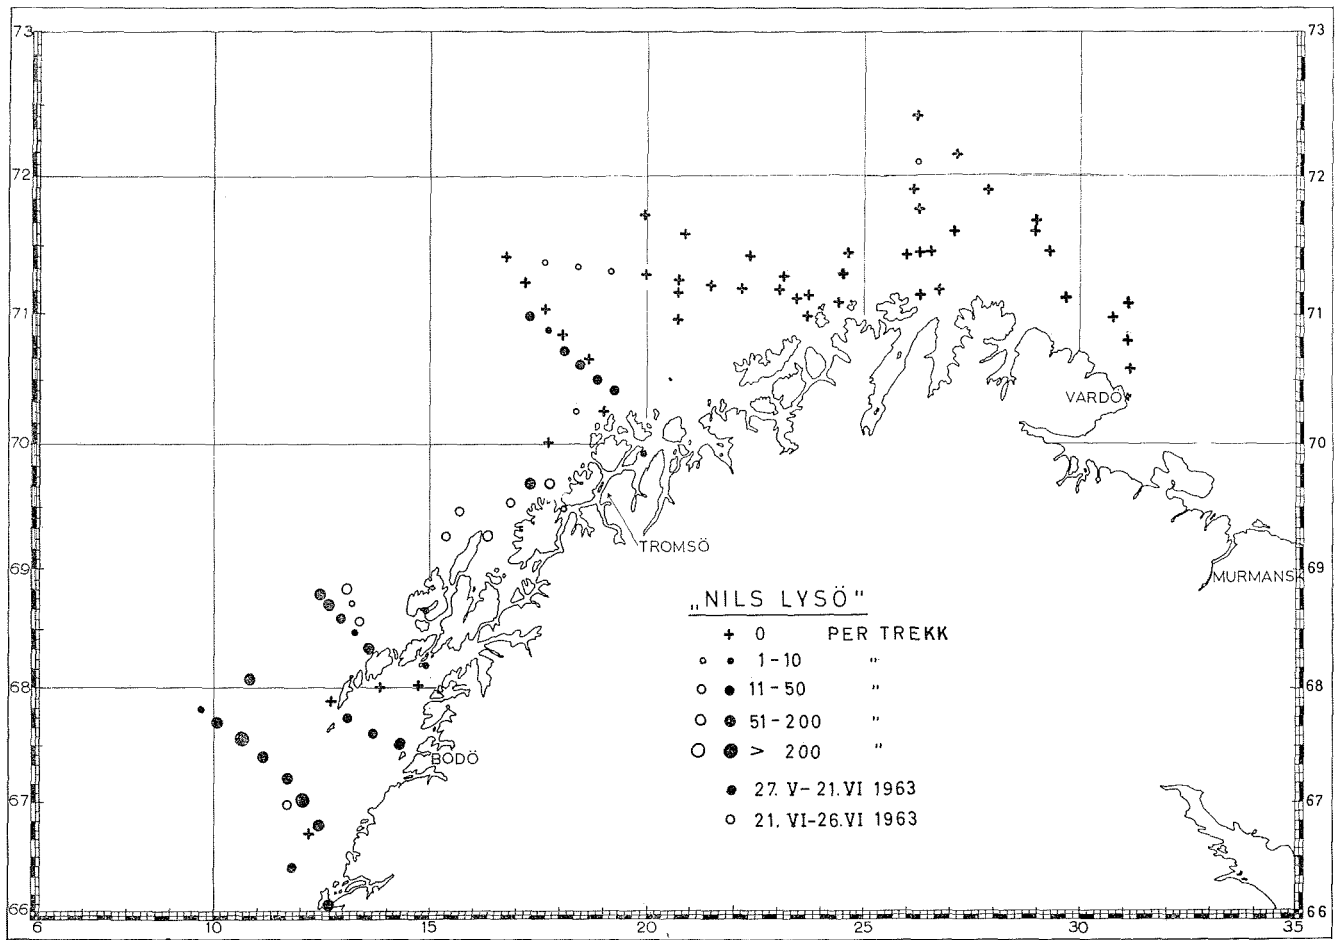 73
73
72
72
71
71
70
70
69
69
68
68
67
67
66
66
6
10
15
20
25
30
35
VARDÖ
TROMSÖ
MURMANSK
BODÖ
„NILS LYSÖ"
+ 0 PER TREKK
1-10 "
11-50 "
51-200 "
> 200 "
27. V-21. VI 1963
21. VI-26. VI 1963